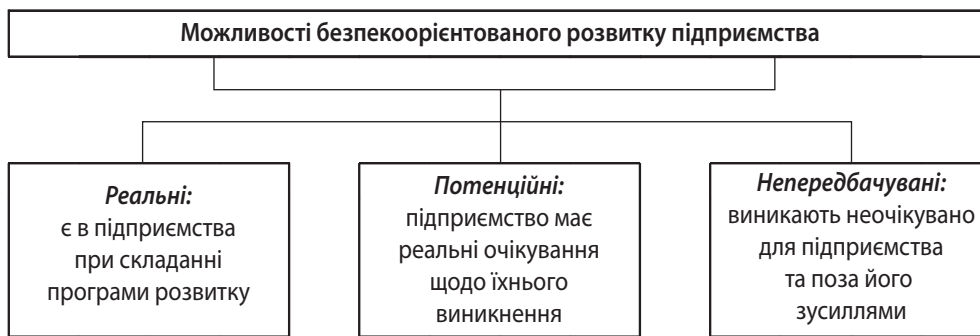 Можливості безпекоорієнтованого розвитку підприємства
Реальні:
є в підприємства
при складанні
програми розвитку
Потенційні:
підприємство має
реальні очікування
щодо їхнього
виникнення
Непередбачувані:
виникають неочікувано
для підприємства
та поза його
зусиллями